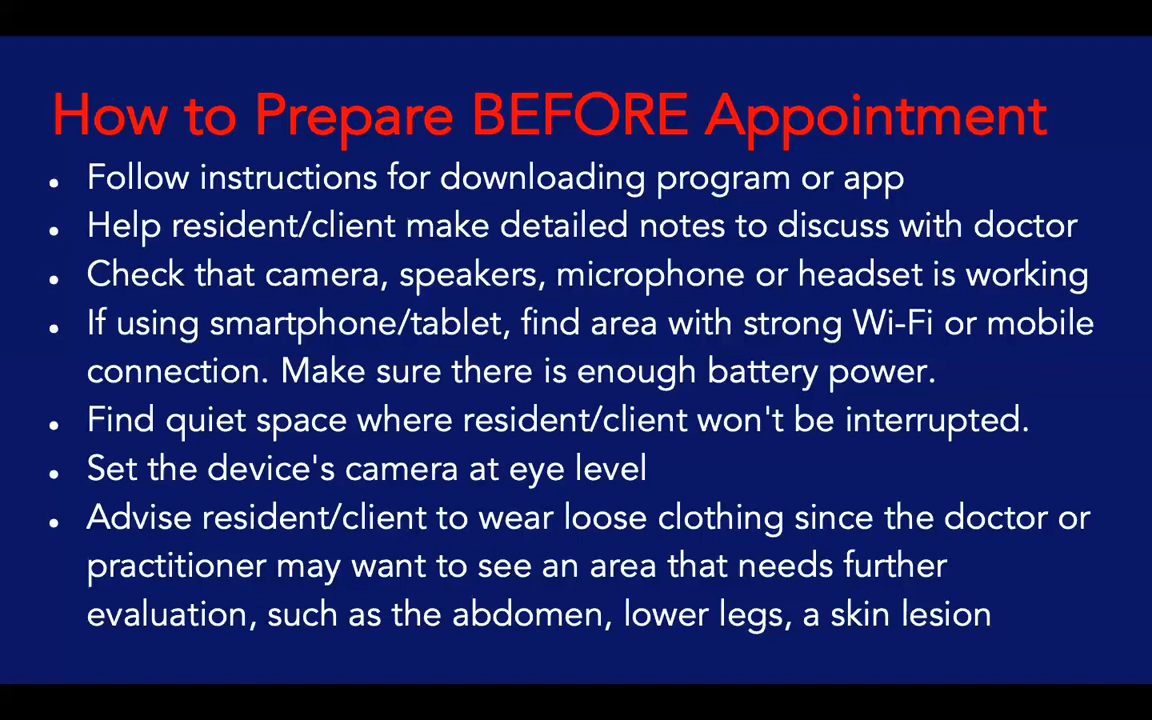 How to Prepare BEFORE Appointment
• Follow instructions for downloading program or app
• Help resident/client make detailed notes to discuss with doctor
• Check that camera, speakers, microphone or headset is working
• If using smartphone/tablet, find area with strong Wi-Fi or mobile
connection. Make sure there is enough battery power.
• Find quiet space where resident/client won't be interrupted.
• Set the device's camera at eye level
• Advise resident/client to wear loose clothing since the doctor or
practitioner may want to see an area that needs further
evaluation, such as the abdomen, lower legs, a skin lesion